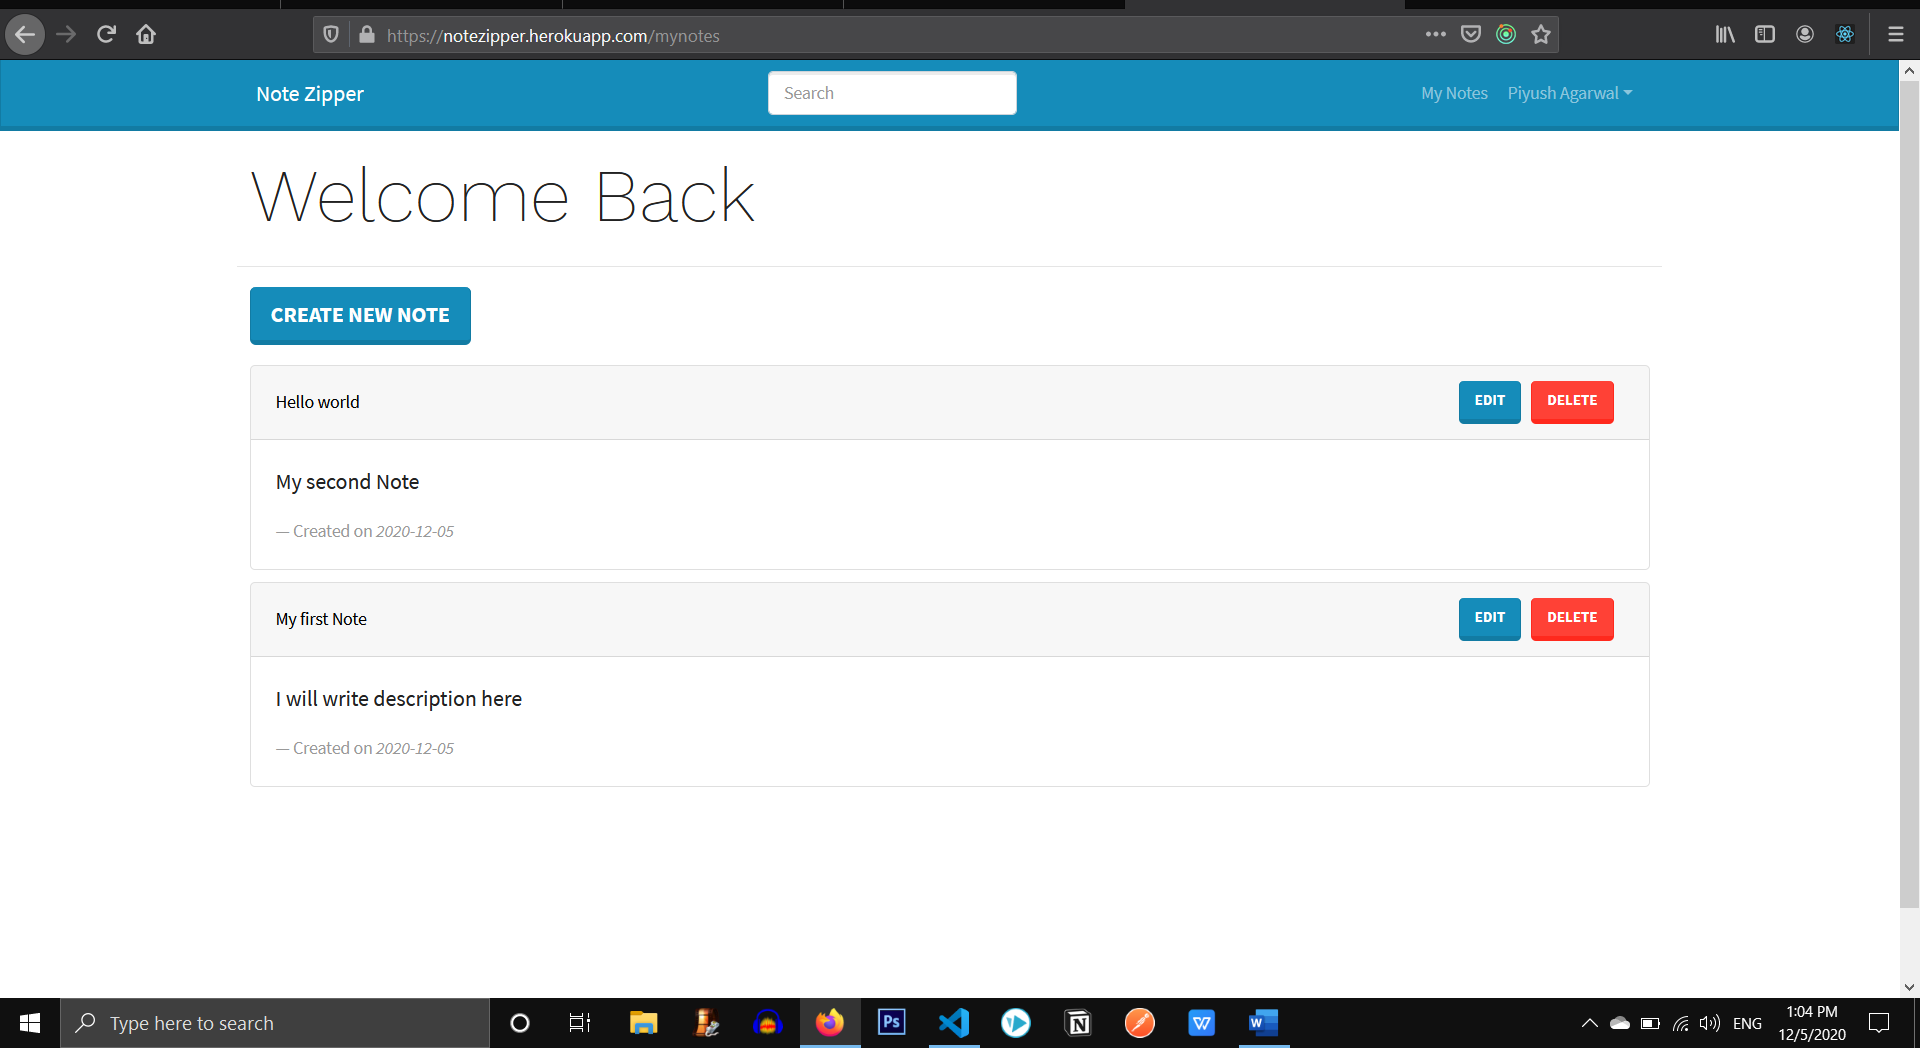 https://notezipper.herokuapp.com/mynotes
Note Zipper
Search
My Notes
Piyush Agarwal
Welcome Back
CREATE NEW NOTE
Hello world
EDIT
DELETE
My second Note
— Created on 2020-12-05
My first Note
EDIT
DELETE
I will write description here
— Created on 2020-12-05
Type here to search
Ps
N
W
W
ENG
1:04 PM
12/5/2020